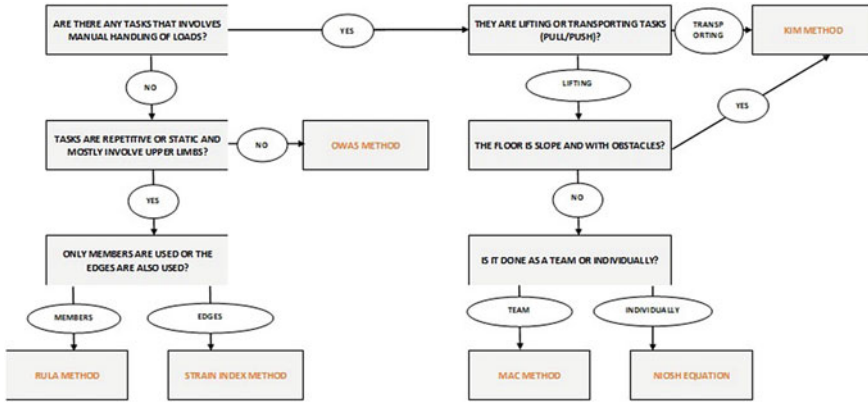 ARE THERE ANY TASKS THAT INVOLVES
MANUAL HANDLING OF LOADS?
YES
THEY ARE LIFTING OR TRANSPORTING TASKS
(PULL/PUSH)?
TRANSP
ORTING
KIM METHOD
NO
LIFTING
YES
TASKS ARE REPETITIVE OR STATIC AND
MOSTLY INVOLVE UPPER LIMBS?
NO
OWAS METHOD
THE FLOOR IS SLOPE AND WITH OBSTACLES?
YES
NO
ONLY MEMBERS ARE USED OR THE
EDGES ARE ALSO USED?
IS IT DONE AS A TEAM OR INDIVIDUALLY?
MEMBERS
EDGES
TEAM
INDIVIDUALLY
RULA METHOD
STRAIN INDEX METHOD
MAC METHOD
NIOSH EQUATION